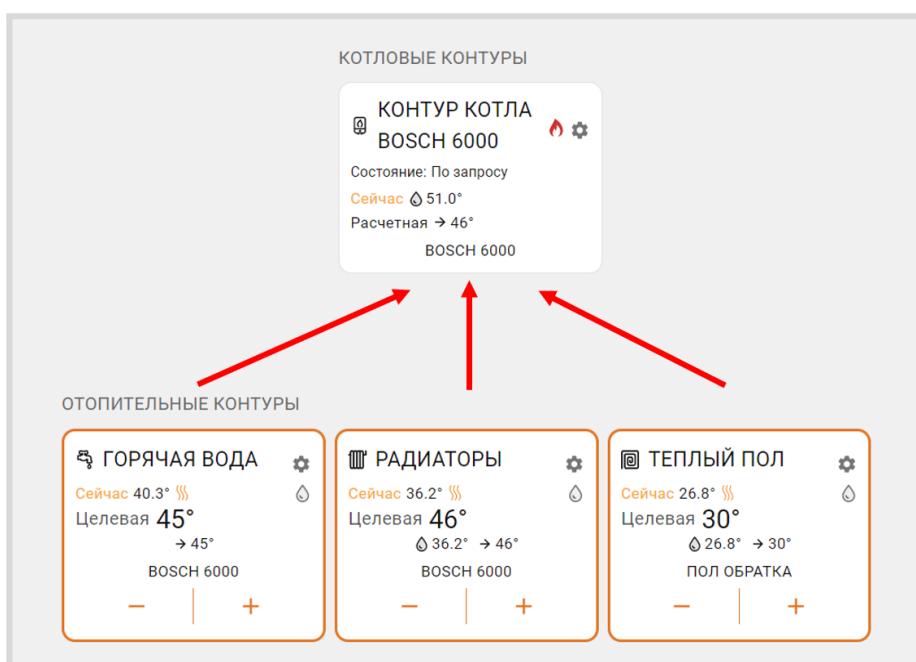 КОТЛОВЫЕ КОНТУРЫ
КОНТУР КОТЛА
BOSCH 6000
Состояние: По запросу
Сейчас 51.0°
Расчетная → 46°
BOSCH 6000
ОТОПИТЕЛЬНЫЕ КОНТУРЫ
ГОРЯЧАЯ ВОДА
Сейчас 40.3°
Целевая 45°
→ 45°
BOSCH 6000
− +
РАДИАТОРЫ
Сейчас 36.2°
Целевая 46°
36.2° → 46°
BOSCH 6000
− +
ТЕПЛЫЙ ПОЛ
Сейчас 26.8°
Целевая 30°
26.8° → 30°
ПОЛ ОБРАТКА
− +